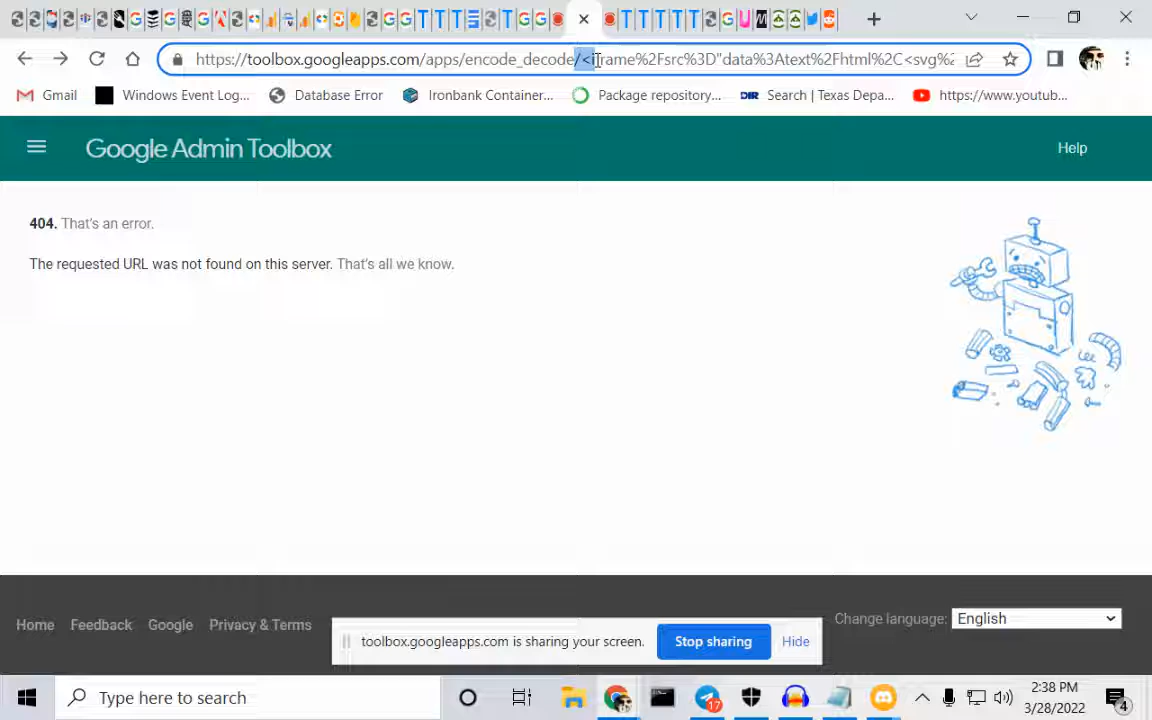 https://toolbox.googleapps.com/apps/encode_decode/<iframe%2Fsrc%3D"data%3Atext%2Fhtml%2C<svg%2
Gmail
Windows Event Log...
Database Error
Ironbank Container...
Package repository...
DIR
Search | Texas Depa...
https://www.youtub...
Google Admin Toolbox
Help
404. That's an error.
The requested URL was not found on this server. That's all we know.
Home
Feedback
Google
Privacy & Terms
Change language:
English
toolbox.googleapps.com is sharing your screen.
Stop sharing
Hide
Type here to search
17
2:38 PM
3/28/2022
4